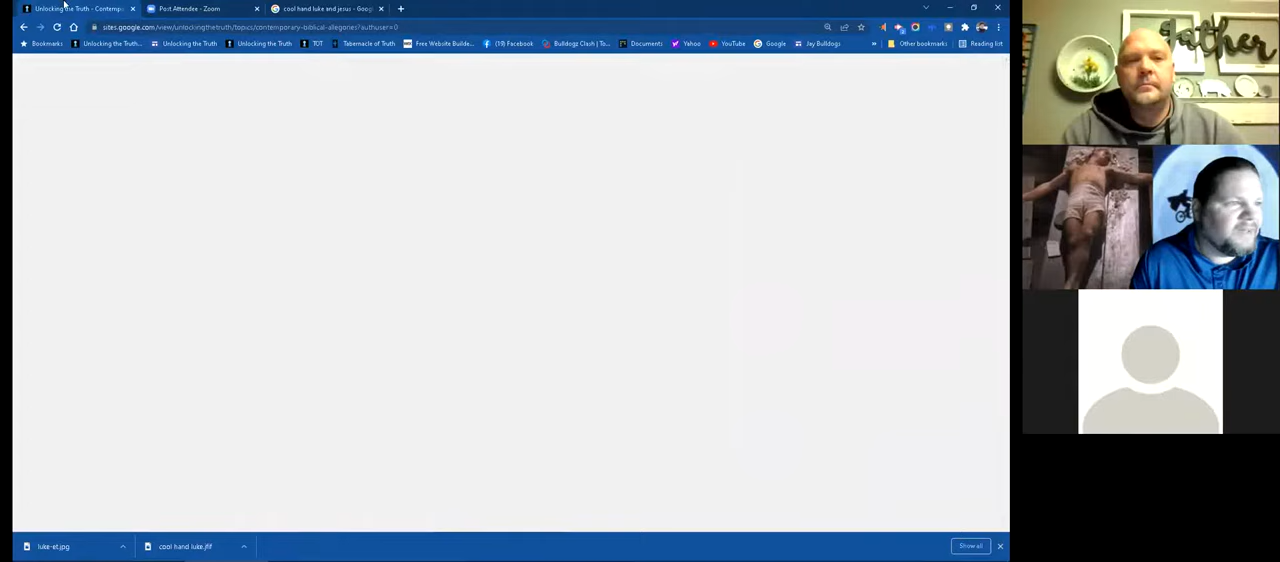 Unlocking the Truth - Contemp
Post Attendee - Zoom
cool hand luke and jesus - Goog
sites.google.com/view/unlockingthetruth/topics/contemporary-biblical-allegories?authuser=0
Bookmarks
Unlocking the Truth...
Unlocking the Truth
Unlocking the Truth
TOT
Tabernacle of Truth
Free Website Builde...
(19) Facebook
Bulldogz Clash | To...
Documents
Yahoo
YouTube
Google
Jay Bulldogs
»
Other bookmarks
Reading list
gather
luke-et.jpg
cool hand luke.jfif
Show all